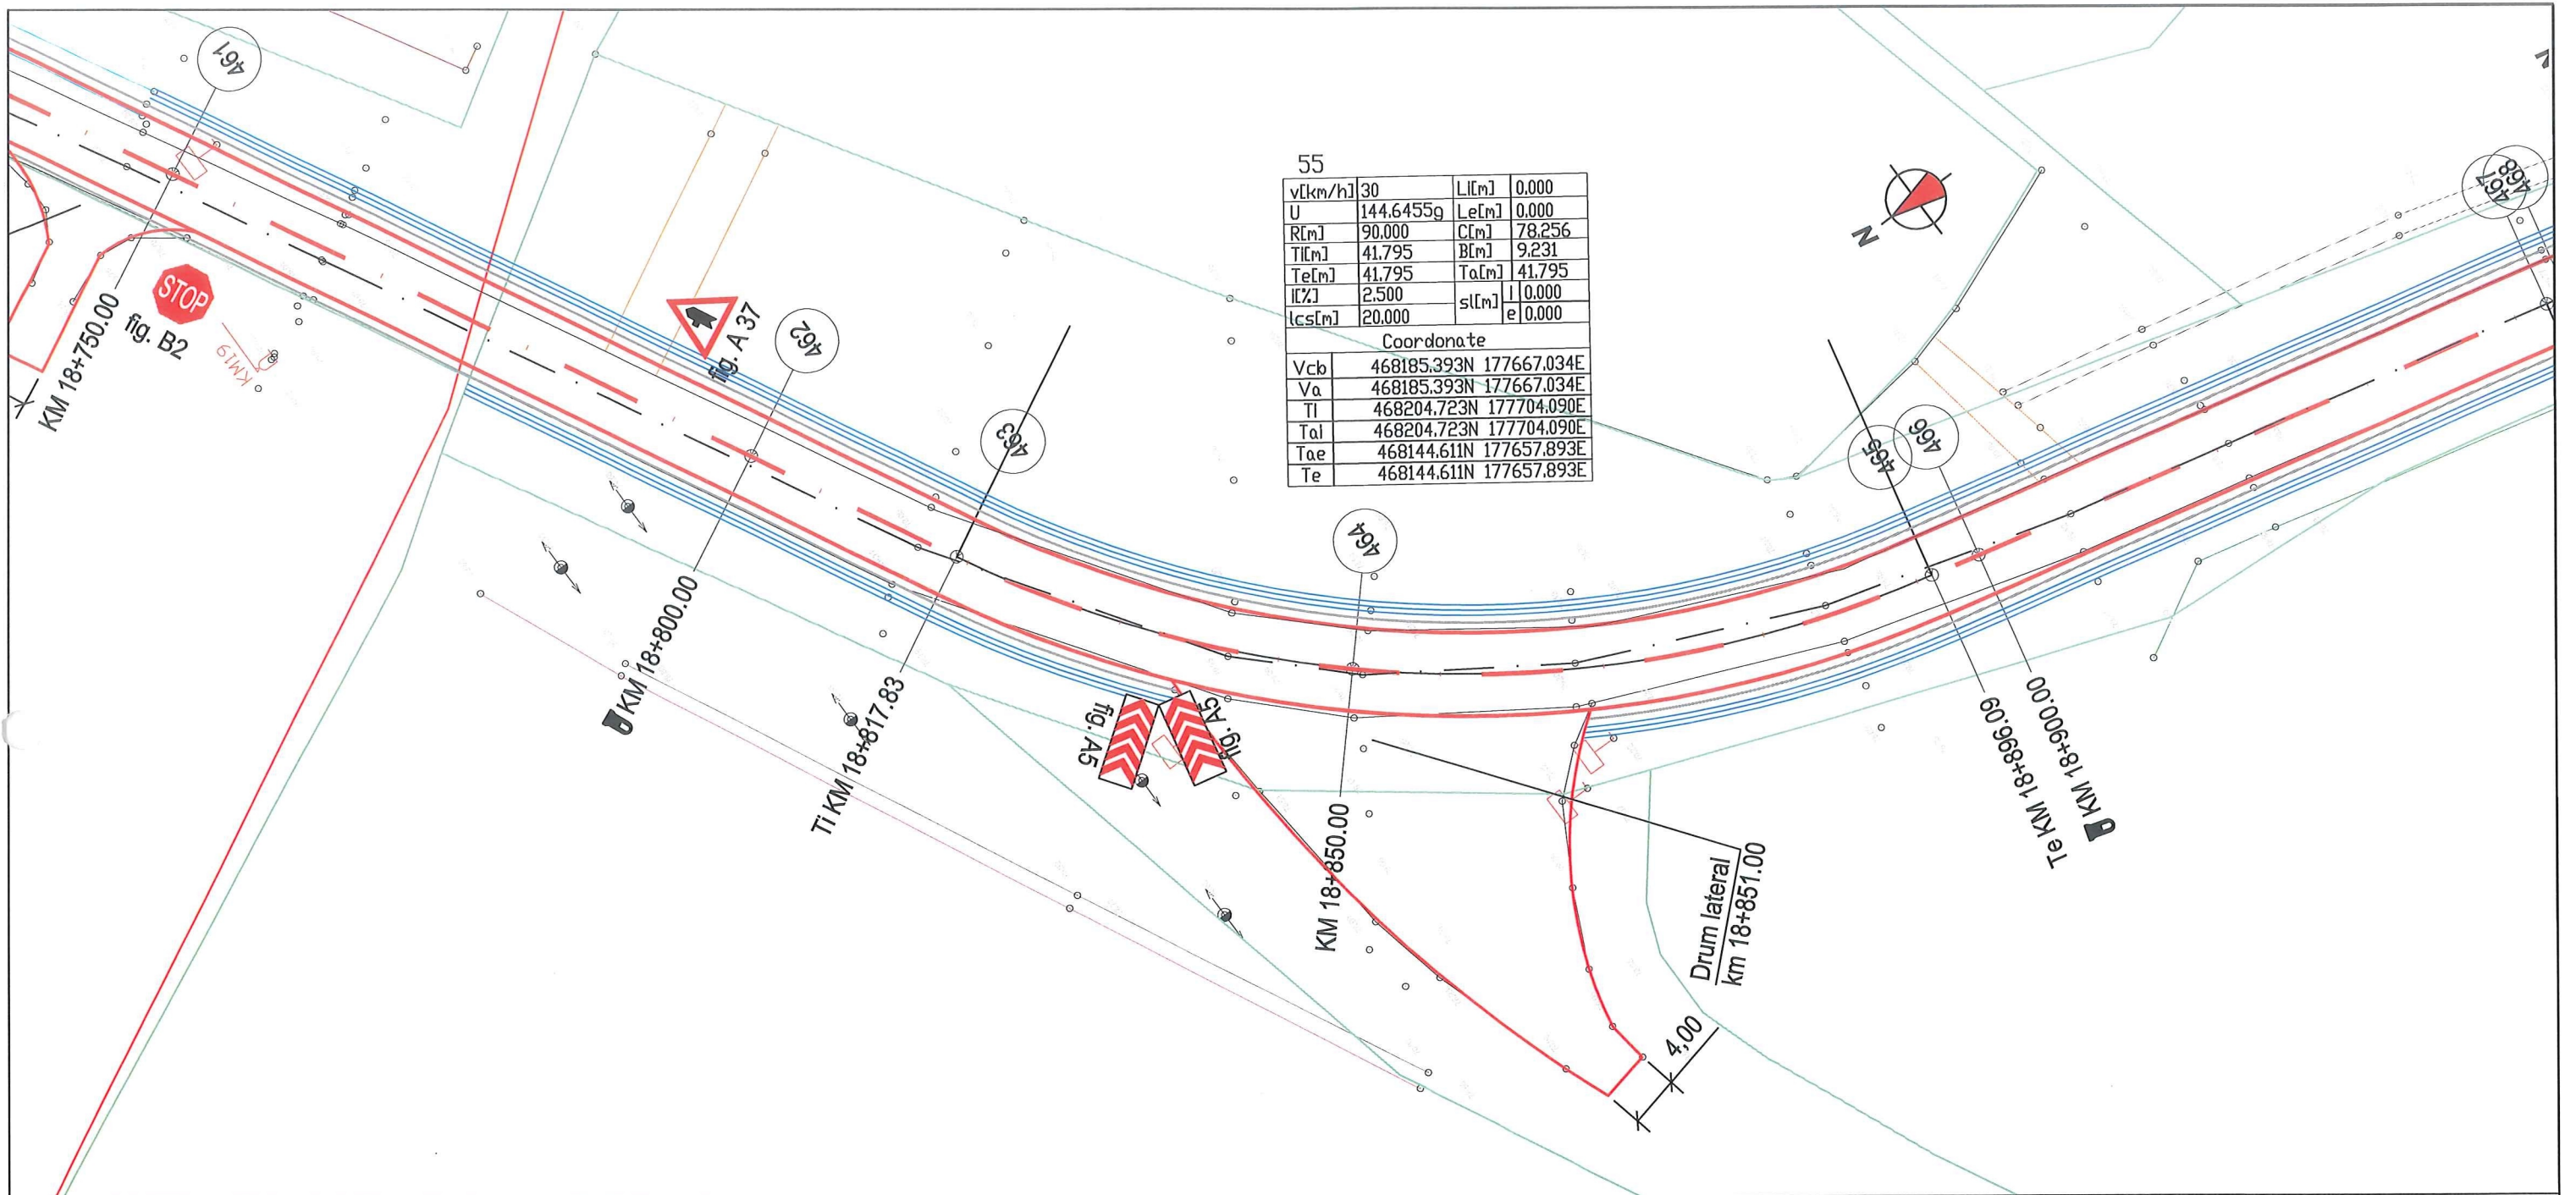 461
KM 18+750.00
STOP
fig. B2
KM19
fig. A 37
462
KM 18+800.00
463
Ti KM 18+817.83
55
v[km/h] 30 Li[m] 0.000
U 144.6455g Le[m] 0.000
R[m] 90.000 C[m] 78.256
Ti[m] 41.795 B[m] 9.231
Te[m] 41.795 Ta[m] 41.795
i[%] 2.500 sl[m] i 0.000
lcs[m] 20.000 e 0.000
Coordonate
Vcb 468185.393N 177667.034E
Va 468185.393N 177667.034E
Ti 468204.723N 177704.090E
Tai 468204.723N 177704.090E
Tae 468144.611N 177657.893E
Te 468144.611N 177657.893E
464
KM 18+850.00
fig. A5
fig. A5
Drum lateral
km 18+851.00
4,00
N
465
466
Te KM 18+896.09
KM 18+900.00
467
468